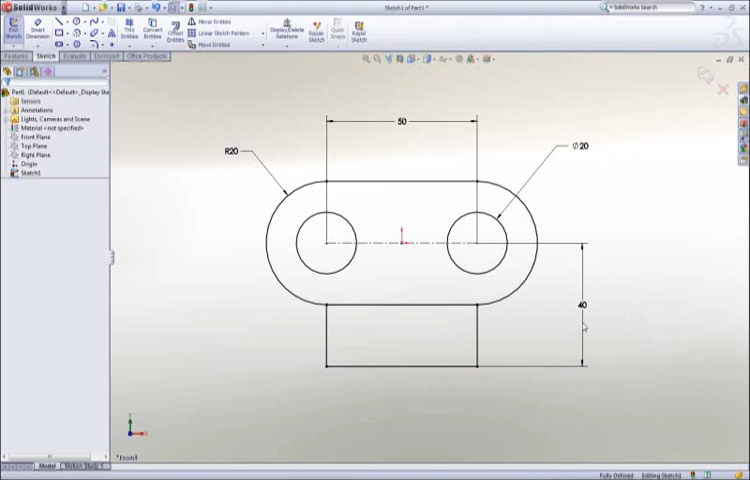 SolidWorks
Sketch1 of Part1 *
SolidWorks Search
Exit Sketch
Smart Dimension
Trim Entities
Convert Entities
Offset Entities
Mirror Entities
Linear Sketch Pattern
Move Entities
Display/Delete Relations
Repair Sketch
Quick Snaps
Rapid Sketch
Features
Sketch
Evaluate
DimXpert
Office Products
Part1 (Default<<Default>_Display Sta
Sensors
Annotations
Lights, Cameras and Scene
Material <not specified>
Front Plane
Top Plane
Right Plane
Origin
Sketch1
50
R20
Ø20
40
Y
X
*Front
Model
Motion Study 1
Fully Defined
Editing Sketch1